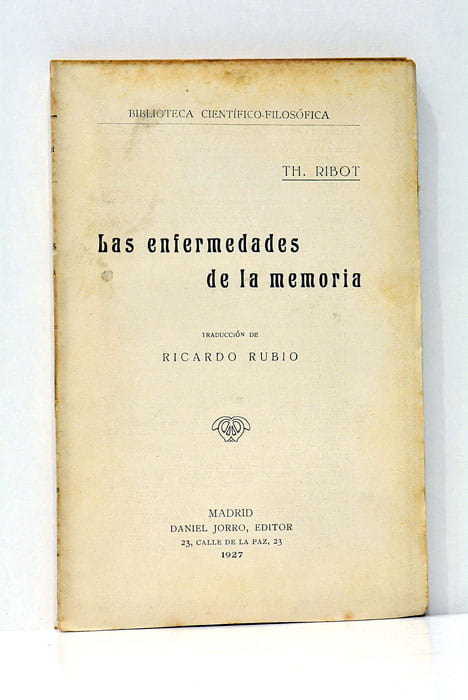 BIBLIOTECA CIENTÍFICO-FILOSÓFICA
TH. RIBOT
Las enfermedades
de la memoria
TRADUCCIÓN DE
RICARDO RUBIO
MADRID
DANIEL JORRO, EDITOR
23, CALLE DE LA PAZ, 23
1927